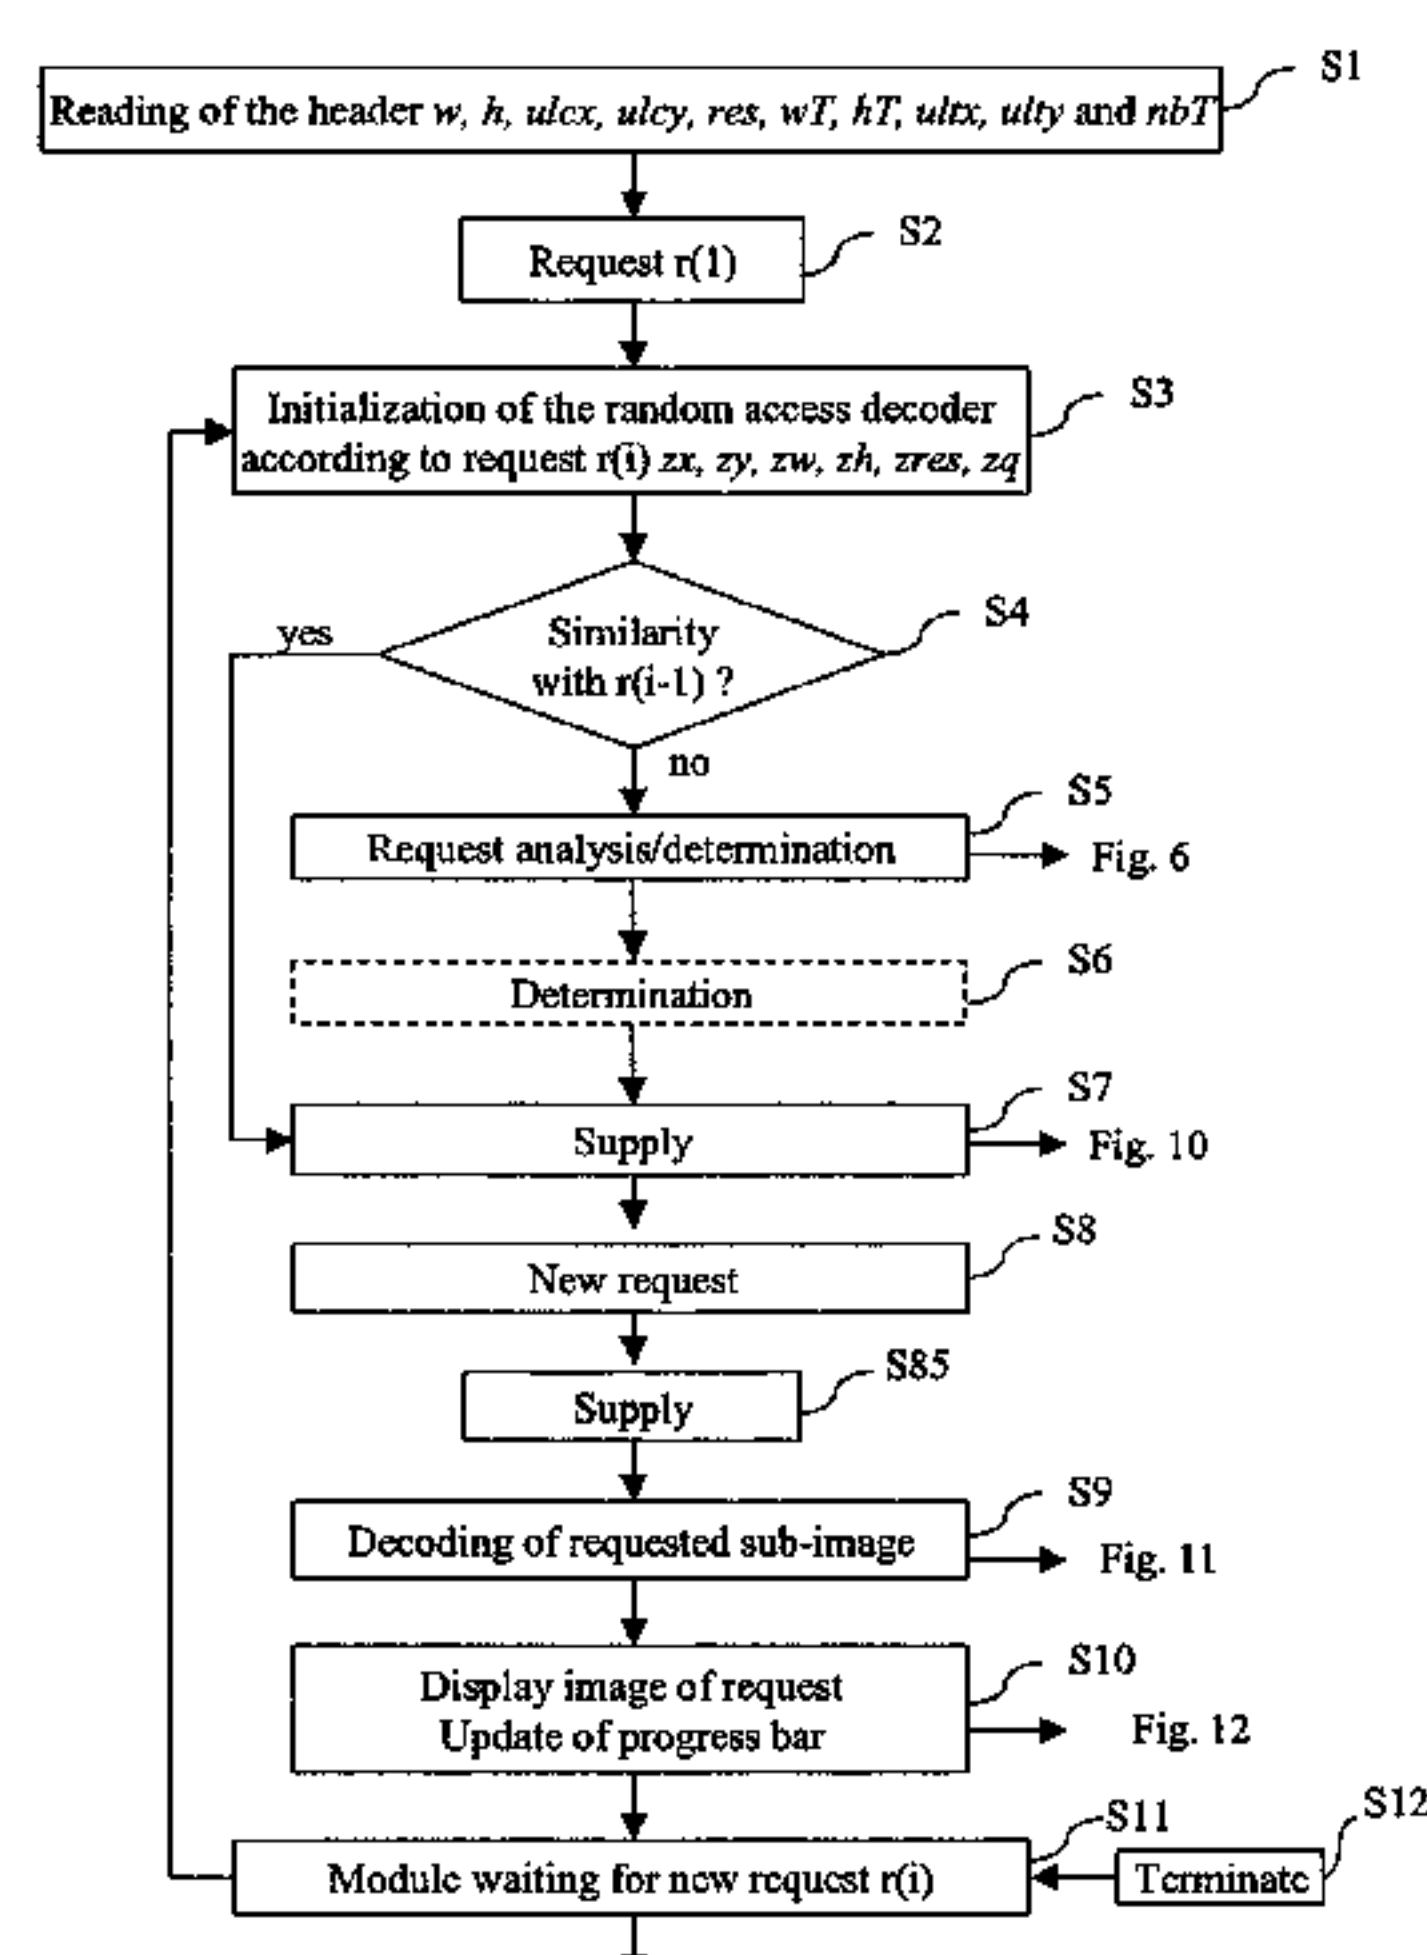 S1
Reading of the header w, h, ulcx, ulcy, res, wT, hT, ultx, ulty and nbT
S2
Request r(1)
S3
Initialization of the random access decoder
according to request r(i) zx, zy, zw, zh, zres, zq
S4
Similarity
with r(i-1) ?
yes
no
S5
Request analysis/determination
Fig. 6
S6
Determination
S7
Supply
Fig. 10
S8
New request
S85
Supply
S9
Decoding of requested sub-image
Fig. 11
S10
Display image of request
Update of progress bar
Fig. 12
S11
S12
Module waiting for new request r(i)
Terminate